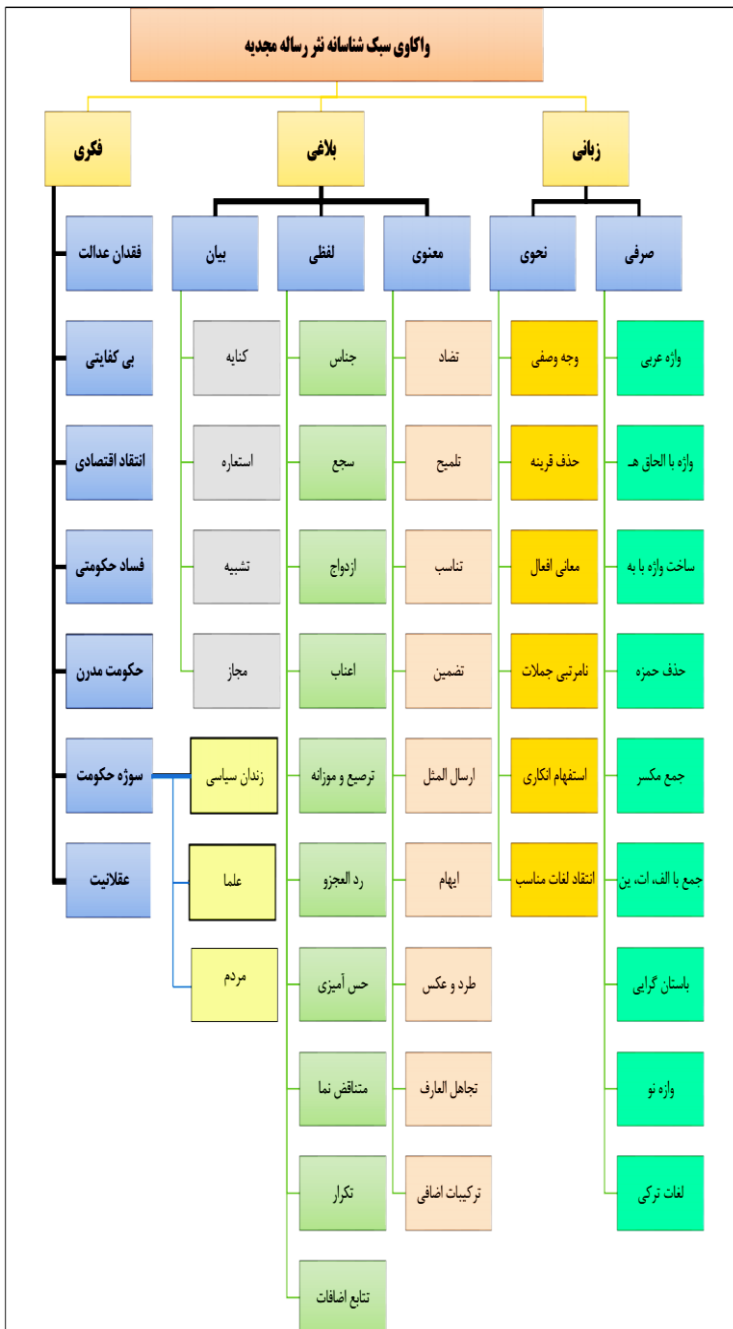 واکاوی سبک شناسانه نثر رساله مجدیه
زبانی
بلاغی
فکری
صرفی
نحوی
معنوی
لفظی
بیان
فقدان عدالت
واژه عربی
وجه وصفی
تضاد
جناس
کنایه
بی کفایتی
واژه با الحاق هـ
حذف قرینه
تلمیح
سجع
استعاره
انتقاد اقتصادی
ساخت واژه با به
معانی افعال
تناسب
ازدواج
تشبیه
فساد حکومتی
حذف حمزه
نامرتبی جملات
تضمین
اعناب
مجاز
حکومت مدرن
جمع مکسر
استفهام انکاری
ارسال المثل
ترصیع و موزانه
زندان سیاسی
سوژه حکومت
جمع با الف، ات، ین
انتقاد لغات مناسب
ایهام
رد العجزو
علما
عقلانیت
باستان گرایی
طرد و عکس
حس آمیزی
مردم
وازه نو
تجاهل العارف
متناقض نما
لغات ترکی
ترکیبات اضافی
تکرار
تتابع اضافات